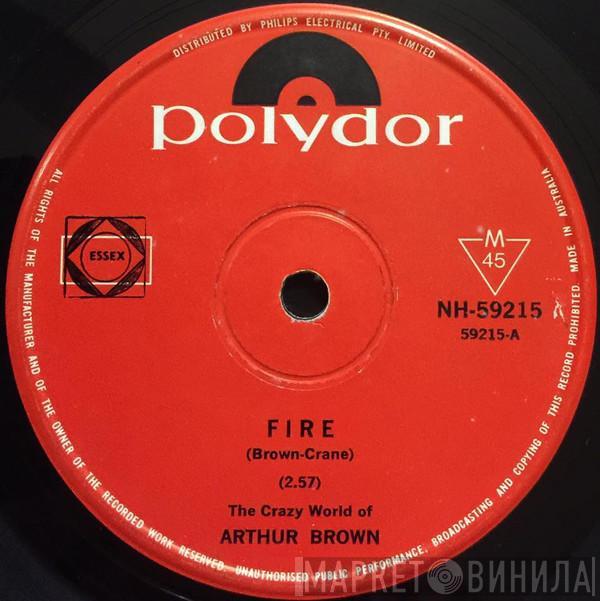 DISTRIBUTED BY PHILIPS ELECTRICAL PTY. LIMITED
polydor
ESSEX
M
45
NH-59215 A
59215-A
FIRE
(Brown-Crane)
(2.57)
The Crazy World of
ARTHUR BROWN
ALL RIGHTS OF THE MANUFACTURER AND OF THE OWNER OF THE RECORDED WORK RESERVED. UNAUTHORISED PUBLIC PERFORMANCE, BROADCASTING AND COPYING OF THIS RECORD PROHIBITED. MADE IN AUSTRALIA
МАРКЕТ ВИНИЛА